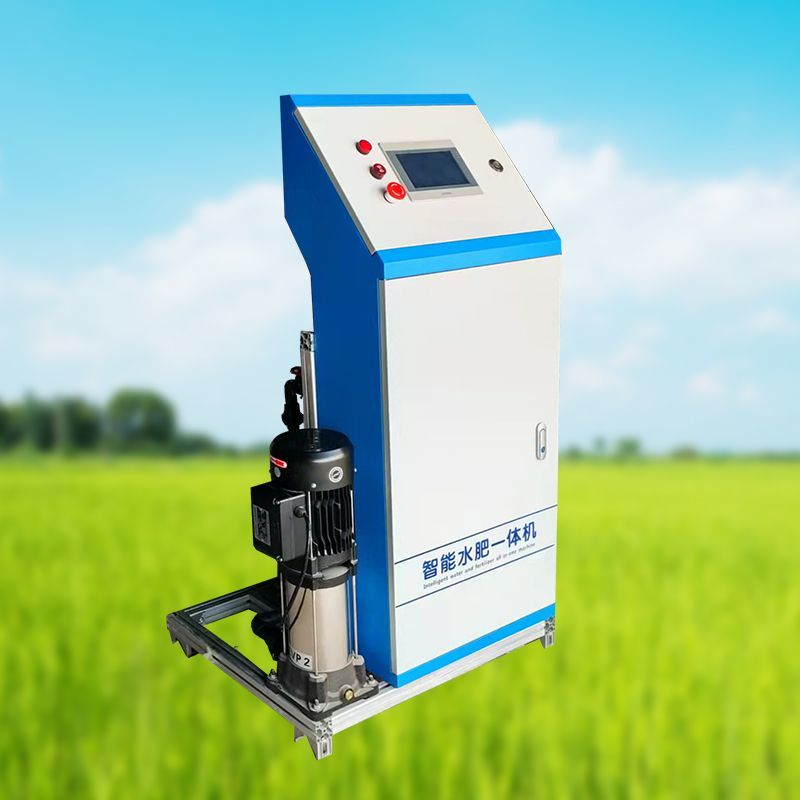 智能水肥一体机
Intelligent water and fertilizer all-in-one machine
VP 2